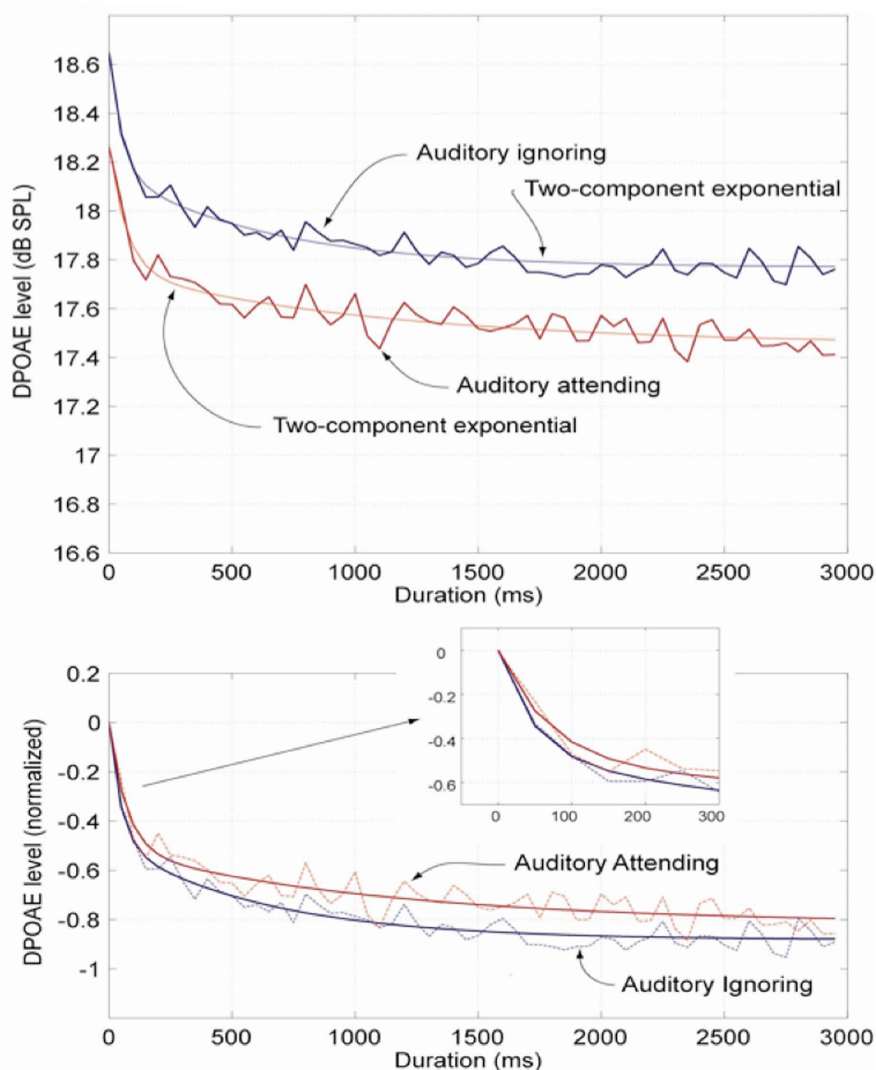 DPOAE level (dB SPL)
18.6
18.4
18.2
18
17.8
17.6
17.4
17.2
17
16.8
16.6
Auditory ignoring
Two-component exponential
Auditory attending
Two-component exponential
0 500 1000 1500 2000 2500 3000
Duration (ms)
DPOAE level (normalized)
0.2
0
-0.2
-0.4
-0.6
-0.8
-1
0
-0.2
-0.4
-0.6
0 100 200 300
Auditory Attending
Auditory Ignoring
0 500 1000 1500 2000 2500 3000
Duration (ms)